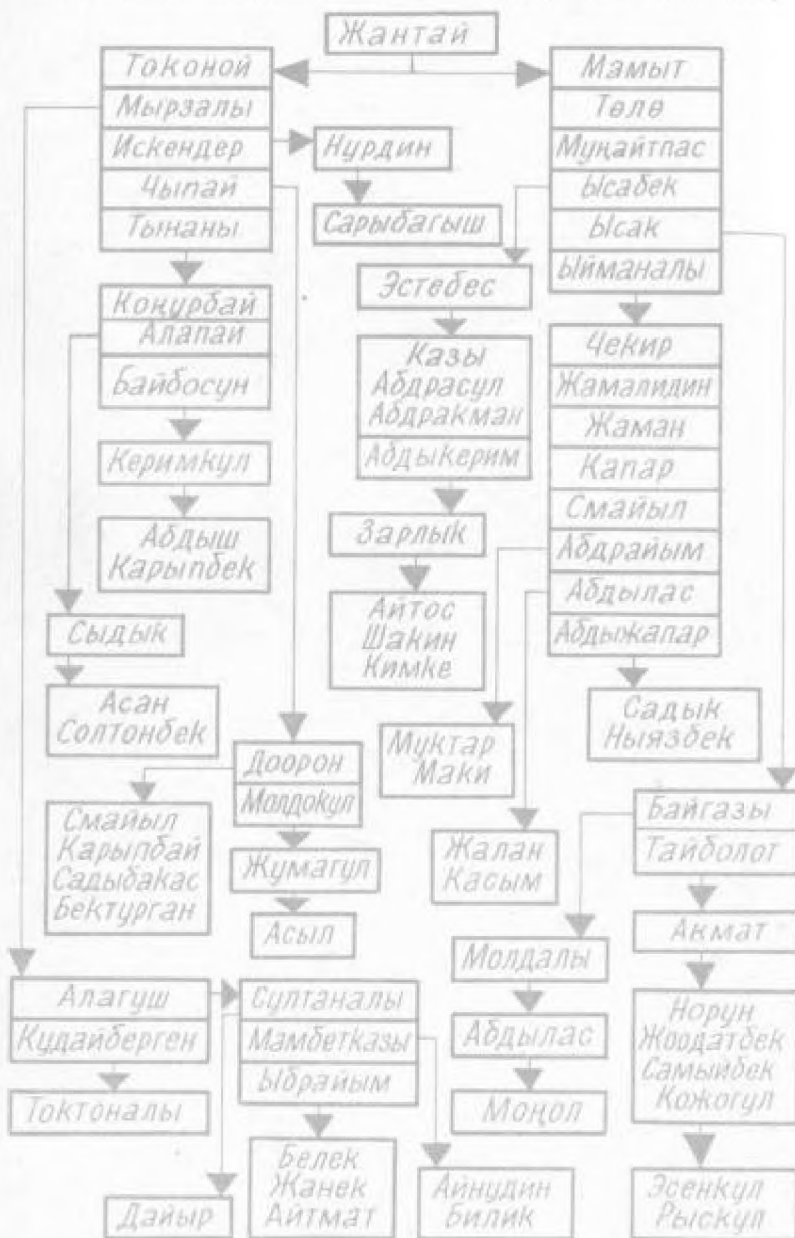 Жантай
Токоной
Мырзалы
Искендер
Чыпай
Тынаны
Мамыт
Төлө
Муңайтпас
Ысабек
Ысак
Ыйманалы
Нурдин
Сарыбагыш
Коңурбай
Алапай
Байбосун
Эстебес
Казы
Абдрасул
Абдракман
Абдыкерим
Чекир
Жамалидин
Жаман
Капар
Смайыл
Абдрайым
Абдылас
Абдыжапар
Керимкул
Абдыш
Карыпбек
Зарлык
Айтос
Шакин
Кимке
Сыдык
Асан
Солтонбек
Садык
Ныязбек
Муктар
Маки
Доорон
Молдокул
Смайыл
Карыпбай
Садыбакас
Бектурган
Жумагул
Асыл
Жалан
Касым
Байгазы
Тайболот
Акмат
Молдалы
Абдылас
Моңол
Норун
Жоодатбек
Самыйбек
Кожогул
Эсенкул
Рыскул
Алагуш
Кудайберген
Токтоналы
Султаналы
Мамбетказы
Ыбрайым
Дайыр
Белек
Жанек
Айтмат
Айнудин
Билик